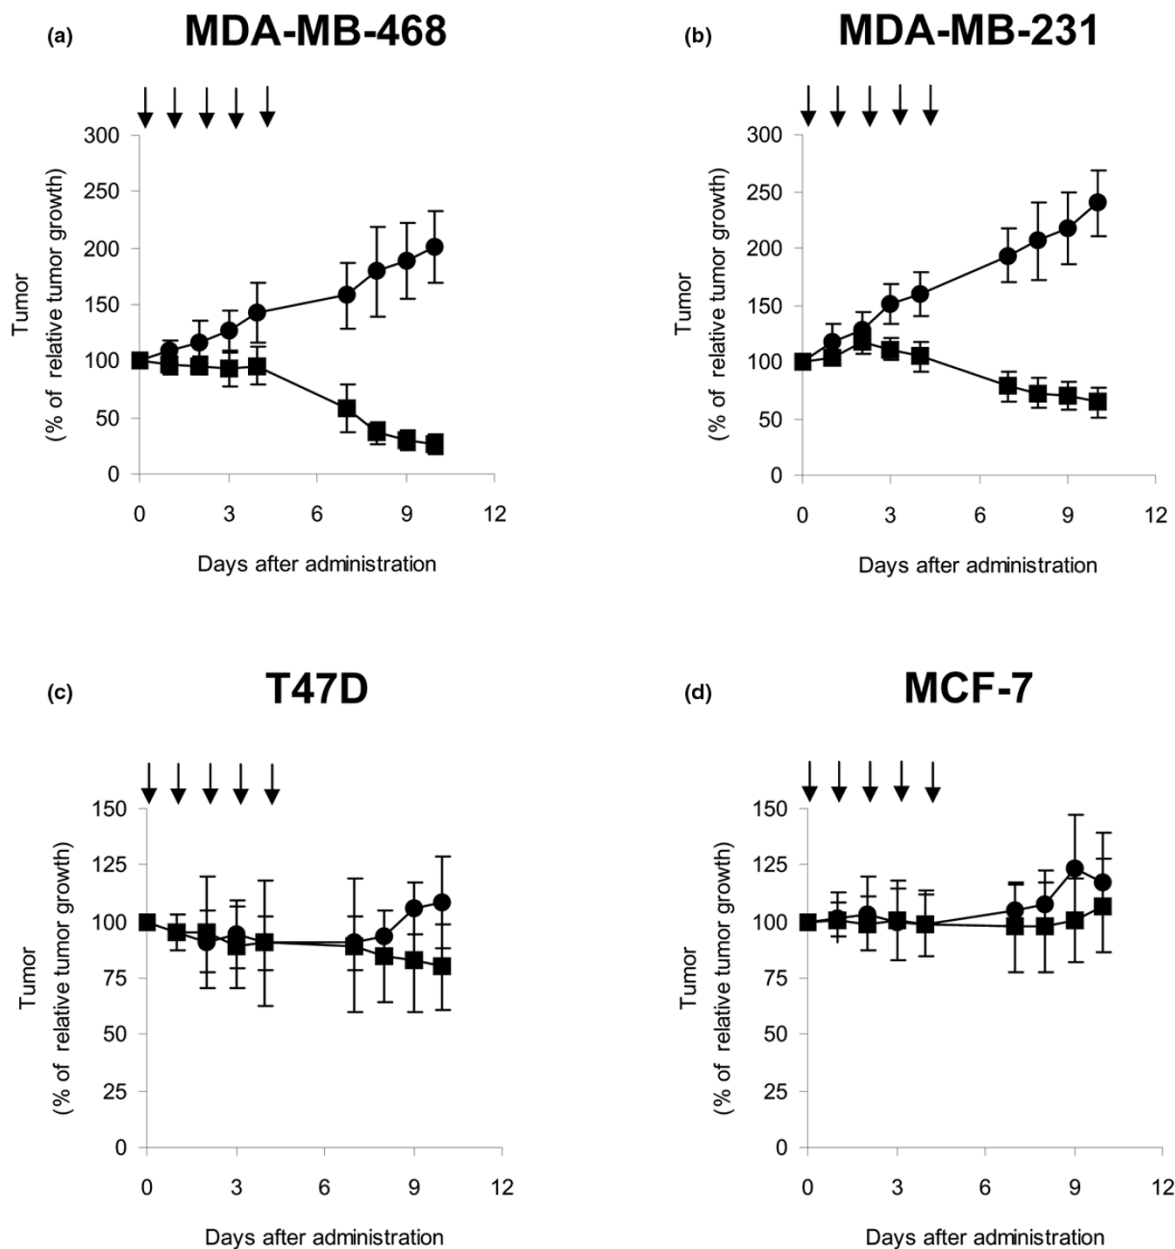 (a) MDA-MB-468
300
250
200
150
100
50
0
0 3 6 9 12
Tumor
(% of relative tumor growth)
Days after administration
(b) MDA-MB-231
300
250
200
150
100
50
0
0 3 6 9 12
Tumor
(% of relative tumor growth)
Days after administration
(c) T47D
150
125
100
75
50
25
0
0 3 6 9 12
Tumor
(% of relative tumor growth)
Days after administration
(d) MCF-7
150
125
100
75
50
25
0
0 3 6 9 12
Tumor
(% of relative tumor growth)
Days after administration